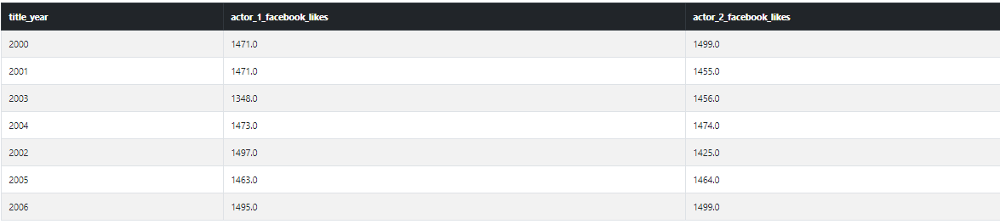 title_year actor_1_facebook_likes actor_2_facebook_likes
2000 1471.0 1499.0
2001 1471.0 1455.0
2003 1348.0 1456.0
2004 1473.0 1474.0
2002 1497.0 1425.0
2005 1463.0 1464.0
2006 1495.0 1499.0